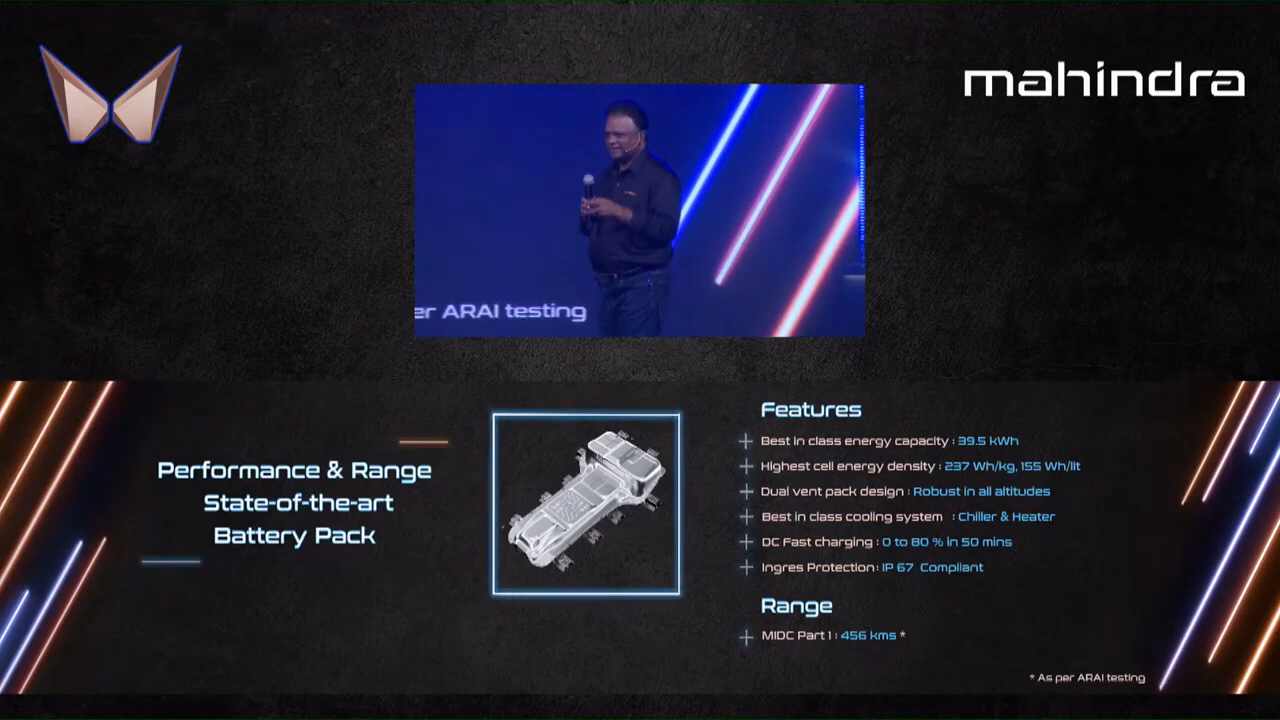 mahindra
er ARAI testing
Performance & Range
State-of-the-art
Battery Pack
Features
Best in class energy capacity : 39.5 kWh
Highest cell energy density : 237 Wh/kg, 155 Wh/lit
Dual vent pack design : Robust in all altitudes
Best in class cooling system : Chiller & Heater
DC Fast charging : 0 to 80 % in 50 mins
Ingres Protection: IP 67 Compliant
Range
MIDC Part 1 : 456 kms *
* As per ARAI testing